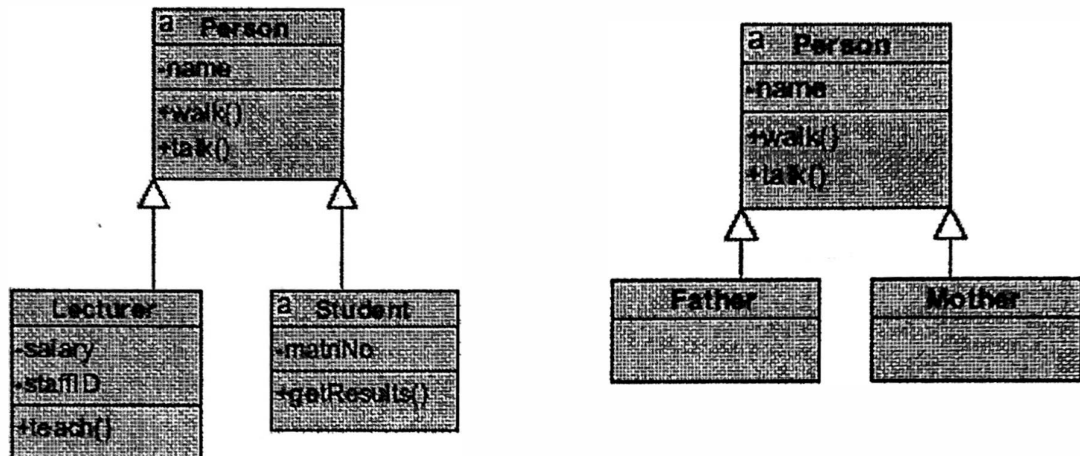 a Person
-name
+walk()
+talk()
Lecturer
-salary
-staffID
+teach()
a Student
-matriNo
+getResults()
a Person
-name
+walk()
+talk()
Father
Mother